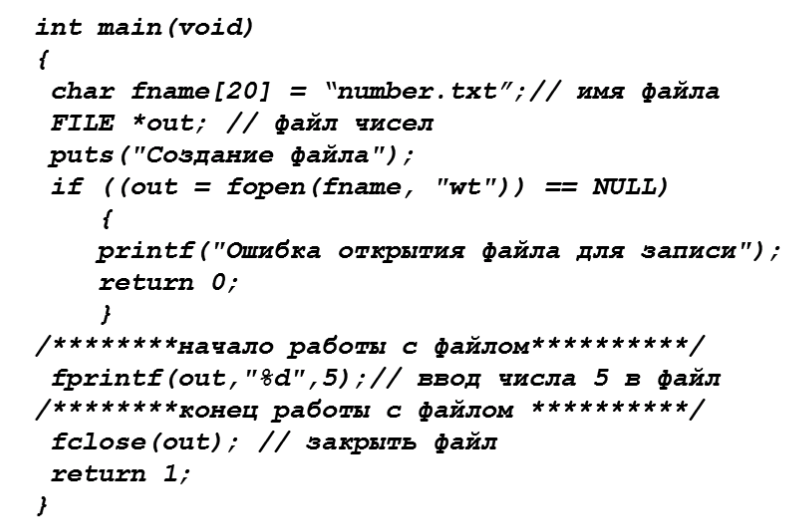 int main(void)
{
char fname[20] = “number.txt”;// имя файла
FILE *out; // файл чисел
puts("Создание файла");
if ((out = fopen(fname, "wt")) == NULL)
{
printf("Ошибка открытия файла для записи");
return 0;
}
/********начало работы с файлом**********/
fprintf(out,"%d",5);// ввод числа 5 в файл
/********конец работы с файлом **********/
fclose(out); // закрыть файл
return 1;
}